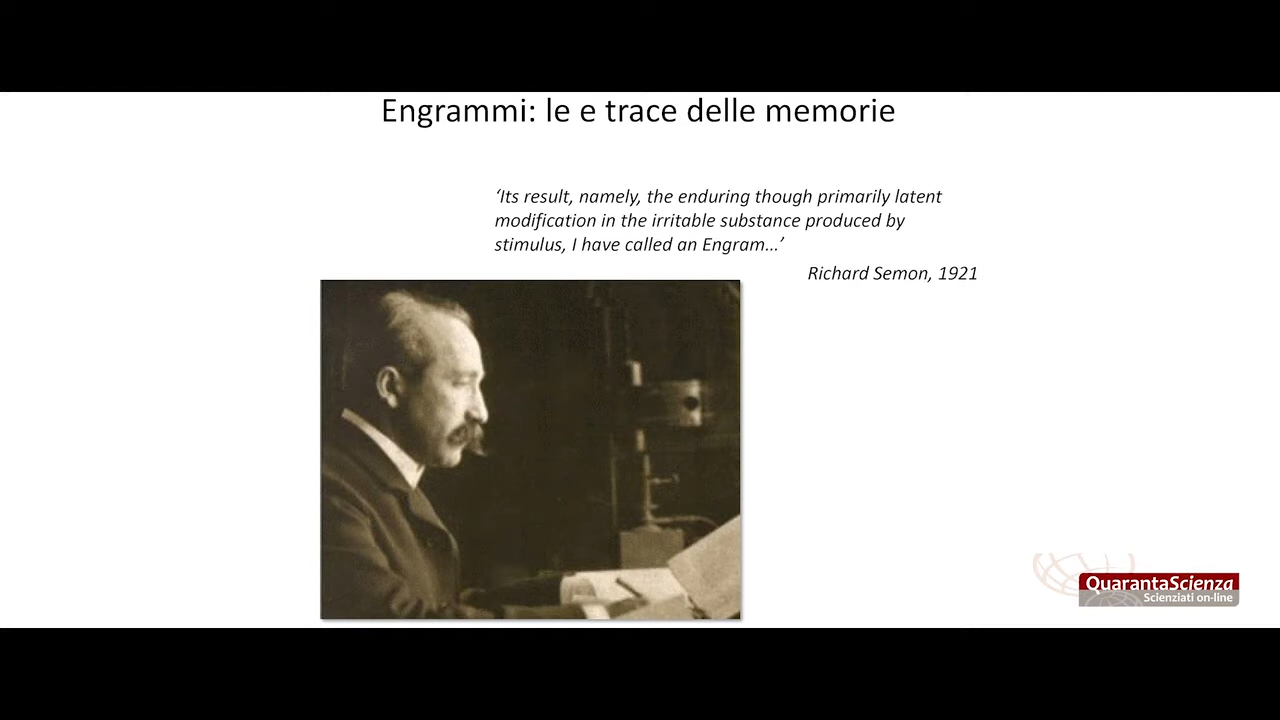 Engrammi: le e trace delle memorie
‘Its result, namely, the enduring though primarily latent
modification in the irritable substance produced by
stimulus, I have called an Engram...’
Richard Semon, 1921
QuarantaScienza
Scienziati on-line